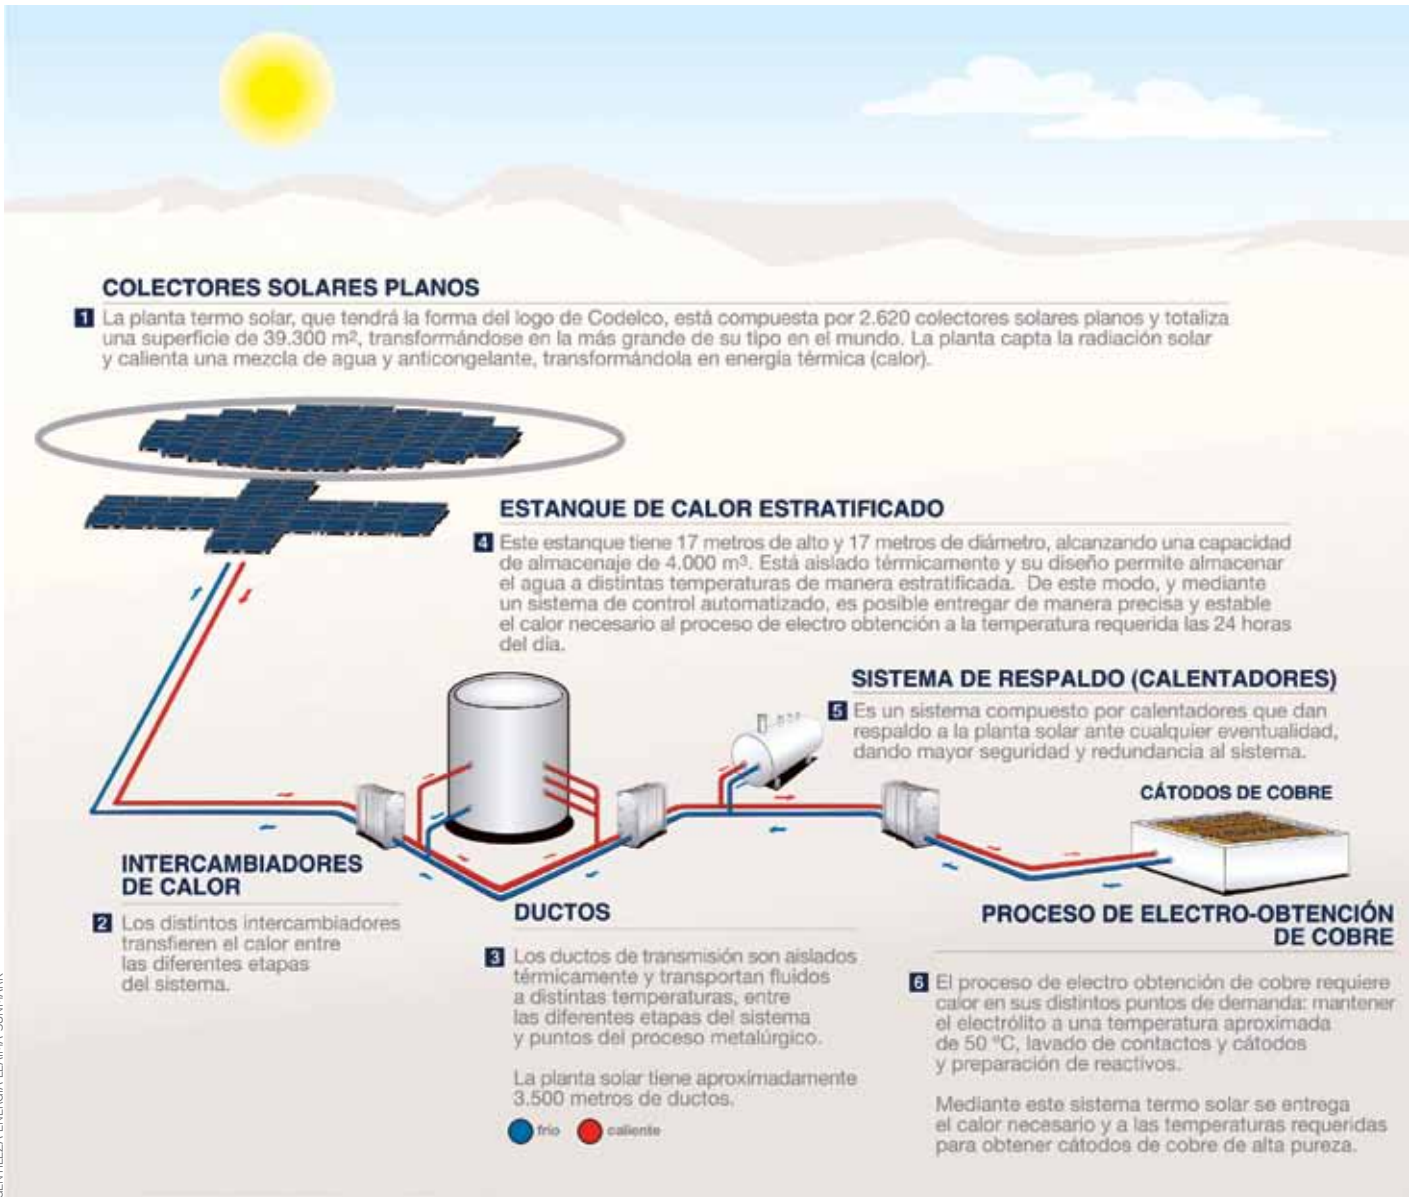 COLECTORES SOLARES PLANOS
1 La planta termo solar, que tendrá la forma del logo de Codelco, está compuesta por 2.620 colectores solares planos y totaliza
una superficie de 39.300 m², transformándose en la más grande de su tipo en el mundo. La planta capta la radiación solar
y calienta una mezcla de agua y anticongelante, transformándola en energía térmica (calor).
ESTANQUE DE CALOR ESTRATIFICADO
4 Este estanque tiene 17 metros de alto y 17 metros de diámetro, alcanzando una capacidad
de almacenaje de 4.000 m³. Está aislado térmicamente y su diseño permite almacenar
el agua a distintas temperaturas de manera estratificada. De este modo, y mediante
un sistema de control automatizado, es posible entregar de manera precisa y estable
el calor necesario al proceso de electro obtención a la temperatura requerida las 24 horas
del día.
SISTEMA DE RESPALDO (CALENTADORES)
5 Es un sistema compuesto por calentadores que dan
respaldo a la planta solar ante cualquier eventualidad,
dando mayor seguridad y redundancia al sistema.
CÁTODOS DE COBRE
INTERCAMBIADORES
DE CALOR
2 Los distintos intercambiadores
transfieren el calor entre
las diferentes etapas
del sistema.
DUCTOS
3 Los ductos de transmisión son aislados
térmicamente y transportan fluidos
a distintas temperaturas, entre
las diferentes etapas del sistema
y puntos del proceso metalúrgico.
La planta solar tiene aproximadamente
3.500 metros de ductos.
frío caliente
PROCESO DE ELECTRO-OBTENCIÓN
DE COBRE
6 El proceso de electro obtención de cobre requiere
calor en sus distintos puntos de demanda: mantener
el electrólito a una temperatura aproximada
de 50 ºC, lavado de contactos y cátodos
y preparación de reactivos.
Mediante este sistema termo solar se entrega
el calor necesario y a las temperaturas requeridas
para obtener cátodos de cobre de alta pureza.